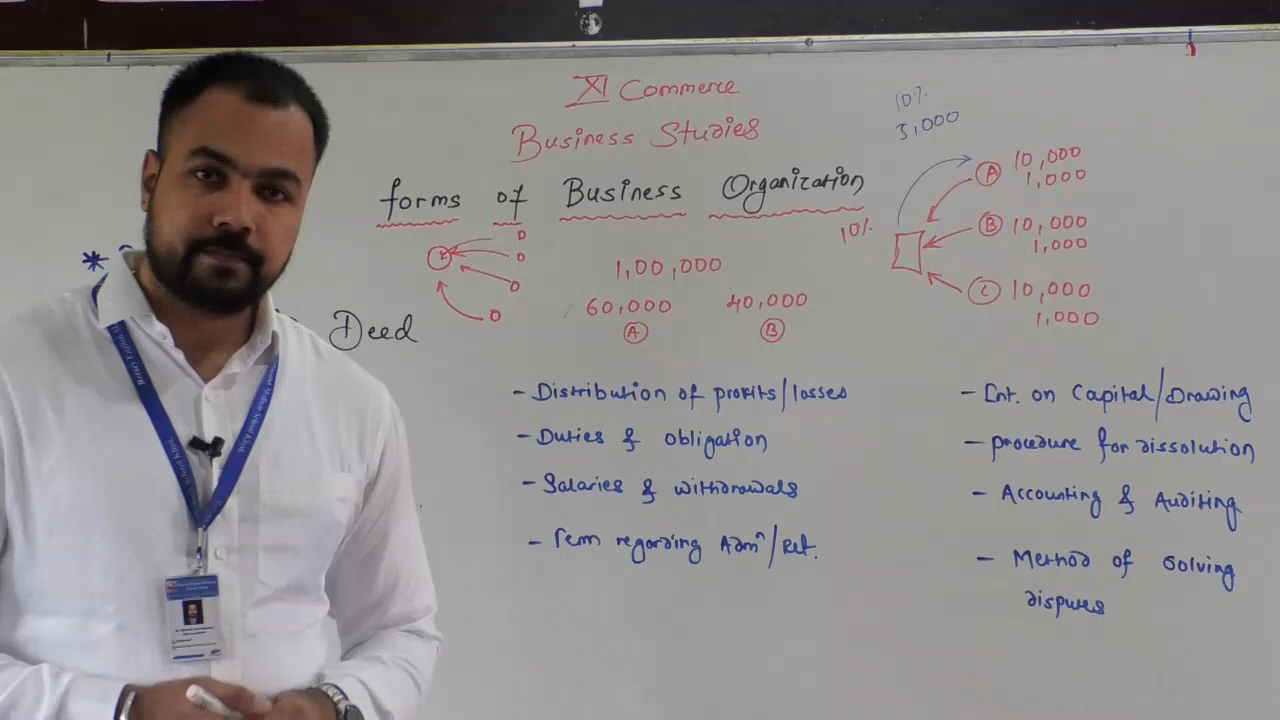 XI Commerce
Business Studies
forms of Business Organization
1,00,000
60,000 40,000
A B
Deed
10%
5,000
10%
A 10,000
1,000
B 10,000
1,000
C 10,000
1,000
- Distribution of profits/losses
- Duties & obligation
- Salaries & withdrawals
- Term regarding Admn/Ret.
- Int. on Capital/Drawing
- procedure for dissolution
- Accounting & Auditing
- Method of solving
disputes